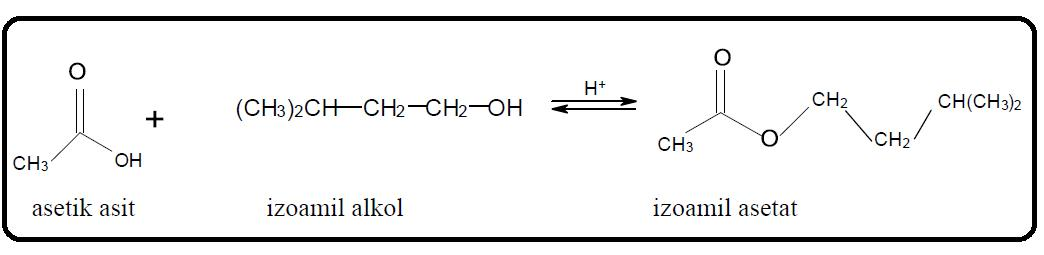 O
CH3
OH
+
(CH3)2CH—CH2—CH2—OH
H+
O
CH3
O
CH2
CH2
CH(CH3)2
asetik asit
izoamil alkol
izoamil asetat